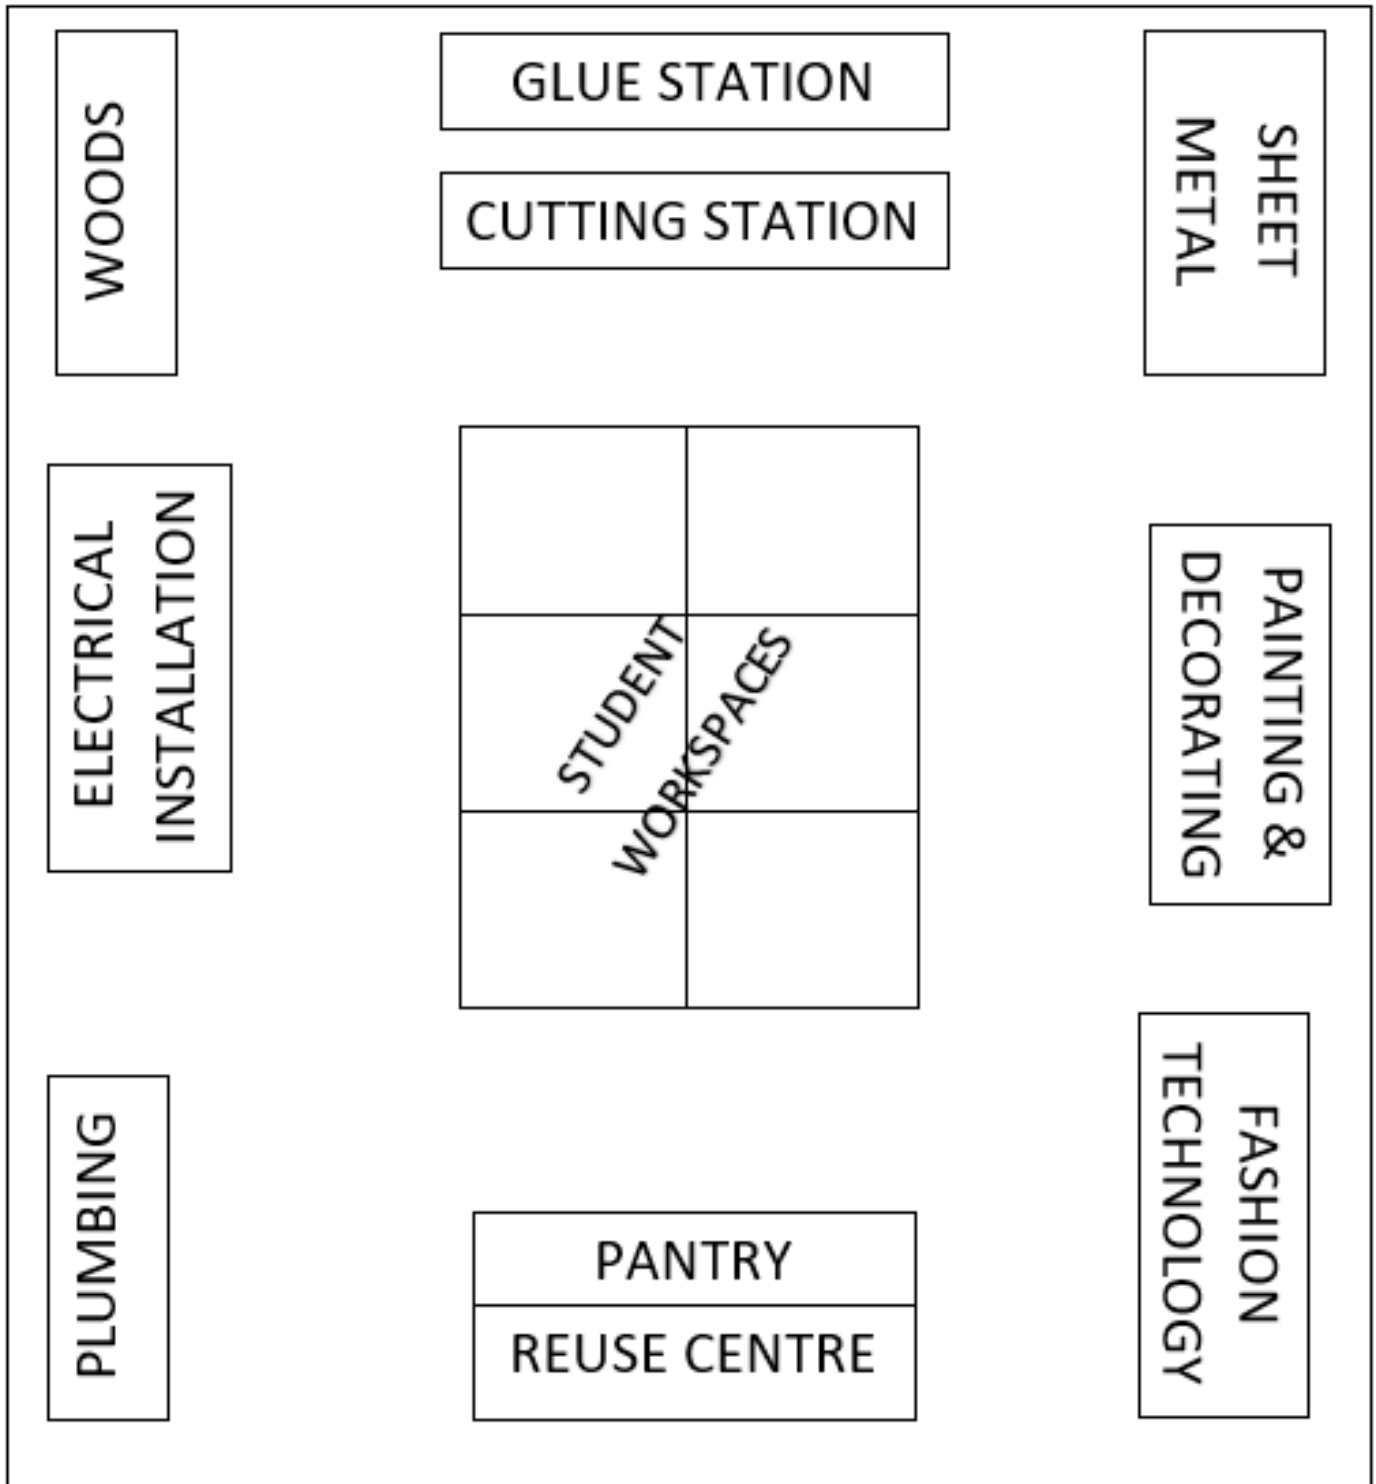 GLUE STATION
CUTTING STATION
WOODS
SHEET
METAL
ELECTRICAL
INSTALLATION
STUDENT
WORKSPACES
PAINTING &
DECORATING
PLUMBING
FASHION
TECHNOLOGY
PANTRY
REUSE CENTRE